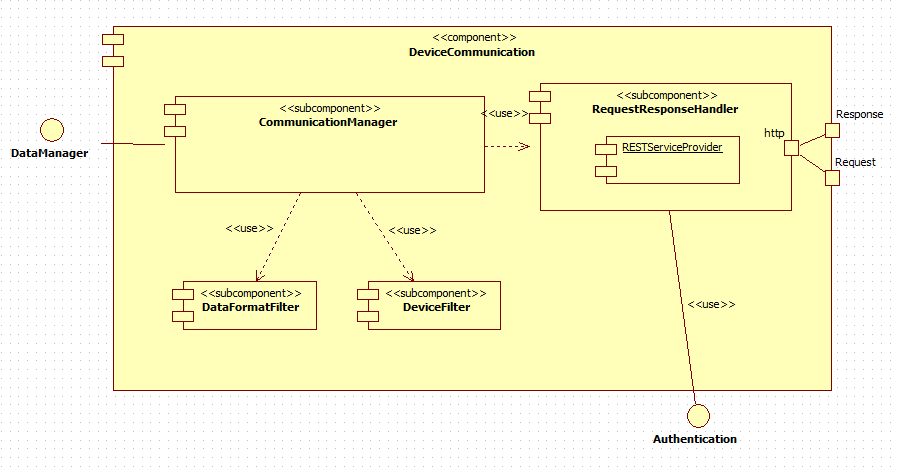 <<component>>
DeviceCommunication
<<subcomponent>>
CommunicationManager
<<use>>
<<subcomponent>>
RequestResponseHandler
RESTServiceProvider
http
Response
Request
DataManager
<<use>>
<<use>>
<<subcomponent>>
DataFormatFilter
<<subcomponent>>
DeviceFilter
<<use>>
Authentication